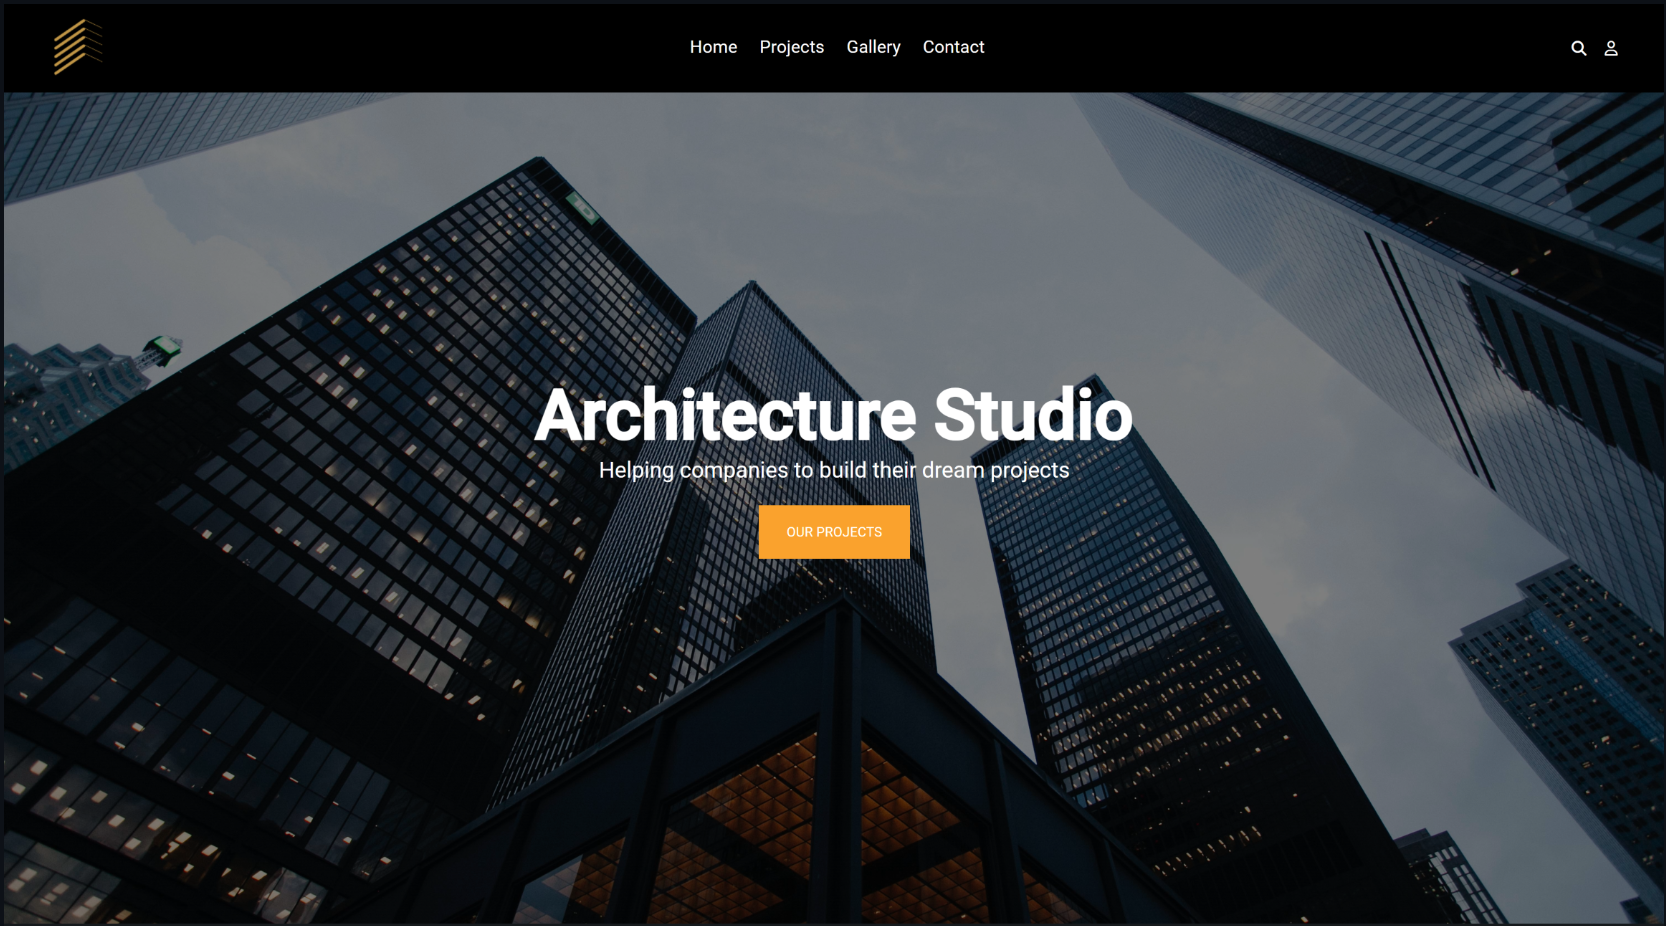 Home Projects Gallery Contact
Architecture Studio
Helping companies to build their dream projects
OUR PROJECTS